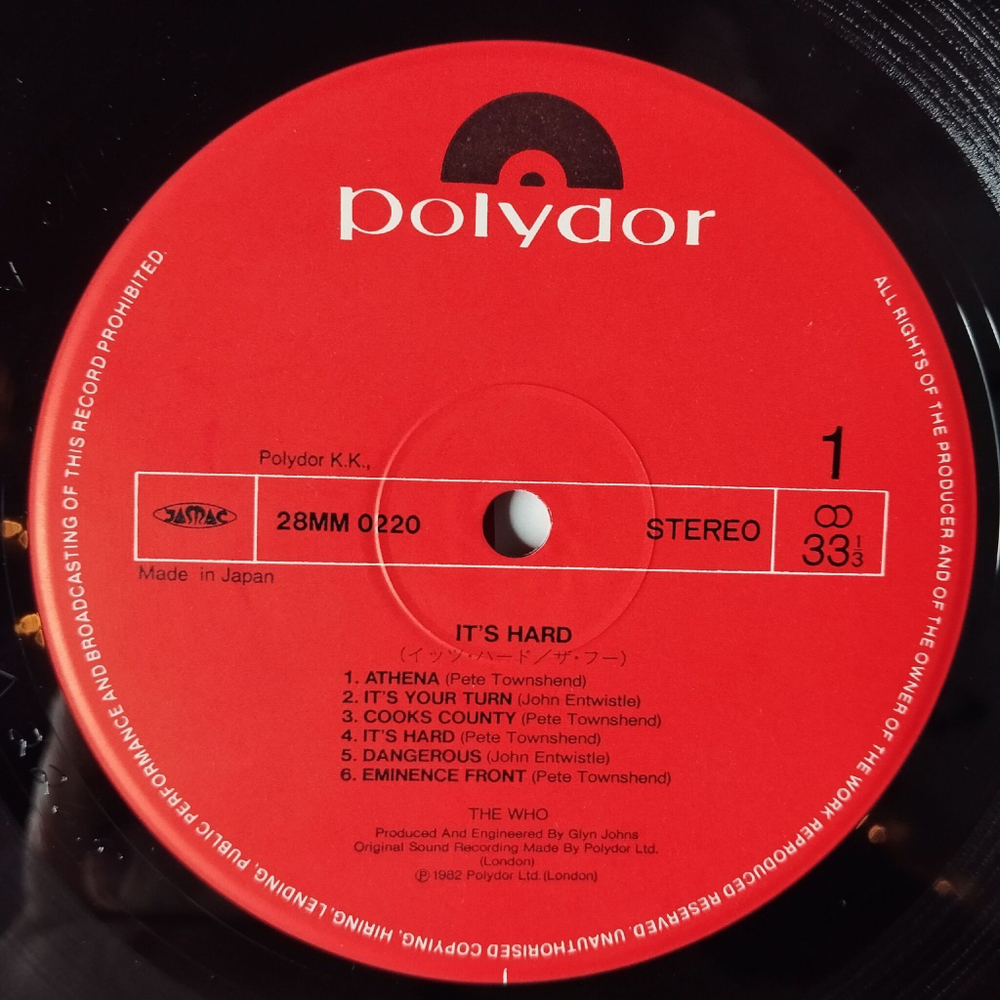 polydor
1
Polydor K.K.,
JASRAC
28MM 0220
STEREO
33 1/3
Made in Japan
IT'S HARD
(イッツ・ハード／ザ・フー)
1. ATHENA (Pete Townshend)
2. IT'S YOUR TURN (John Entwistle)
3. COOKS COUNTY (Pete Townshend)
4. IT'S HARD (Pete Townshend)
5. DANGEROUS (John Entwistle)
6. EMINENCE FRONT (Pete Townshend)
THE WHO
Produced And Engineered By Glyn Johns
Original Sound Recording Made By Polydor Ltd.
(London)
Ⓟ 1982 Polydor Ltd. (London)
ALL RIGHTS OF THE PRODUCER AND OF THE OWNER OF THE WORK REPRODUCED RESERVED. UNAUTHORISED COPYING, HIRING, LENDING, PUBLIC PERFORMANCE AND BROADCASTING OF THIS RECORD PROHIBITED.